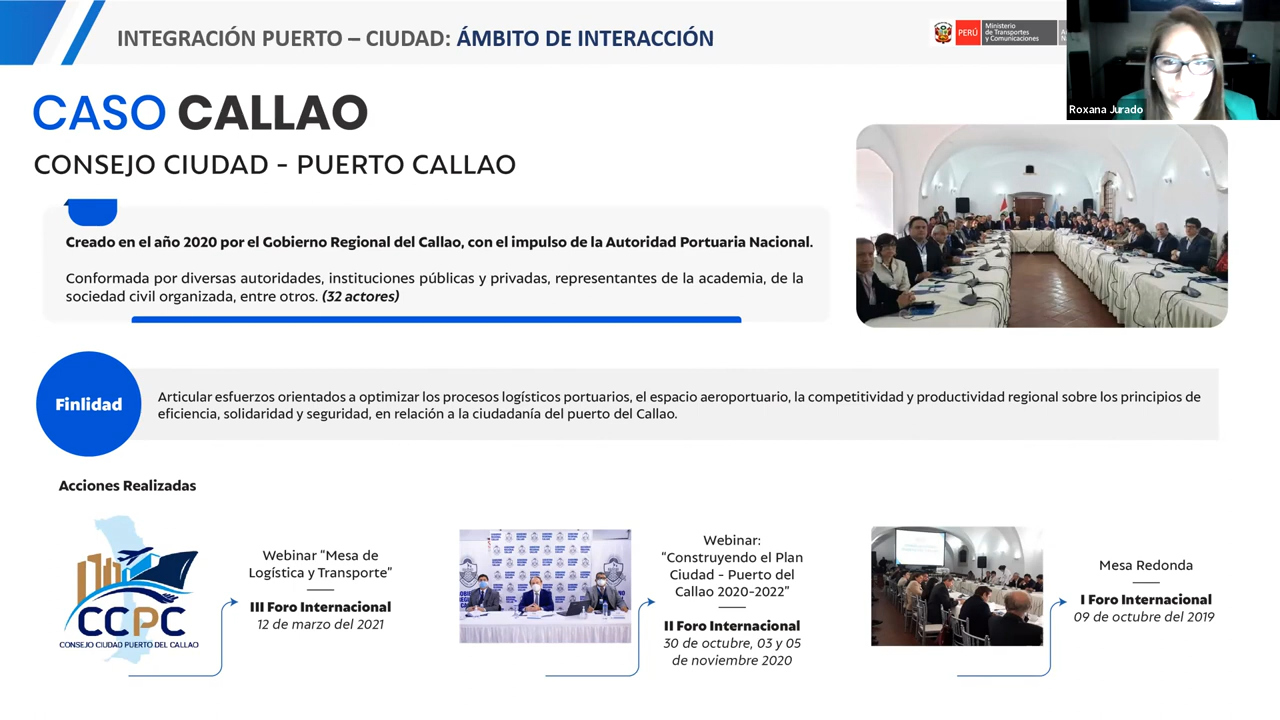 INTEGRACIÓN PUERTO – CIUDAD: ÁMBITO DE INTERACCIÓN
PERÚ
Ministerio
de Transportes
y Comunicaciones
Roxana Jurado
CASO CALLAO
CONSEJO CIUDAD - PUERTO CALLAO
Creado en el año 2020 por el Gobierno Regional del Callao, con el impulso de la Autoridad Portuaria Nacional.
Conformada por diversas autoridades, instituciones públicas y privadas, representantes de la academia, de la
sociedad civil organizada, entre otros. (32 actores)
Finlidad
Articular esfuerzos orientados a optimizar los procesos logísticos portuarios, el espacio aeroportuario, la competitividad y productividad regional sobre los principios de
eficiencia, solidaridad y seguridad, en relación a la ciudadanía del puerto del Callao.
Acciones Realizadas
CCPC
CONSEJO CIUDAD PUERTO DEL CALLAO
Webinar "Mesa de
Logística y Transporte"
III Foro Internacional
12 de marzo del 2021
Webinar:
"Construyendo el Plan
Ciudad - Puerto del
Callao 2020-2022"
II Foro Internacional
30 de octubre, 03 y 05
de noviembre 2020
Mesa Redonda
I Foro Internacional
09 de octubre del 2019